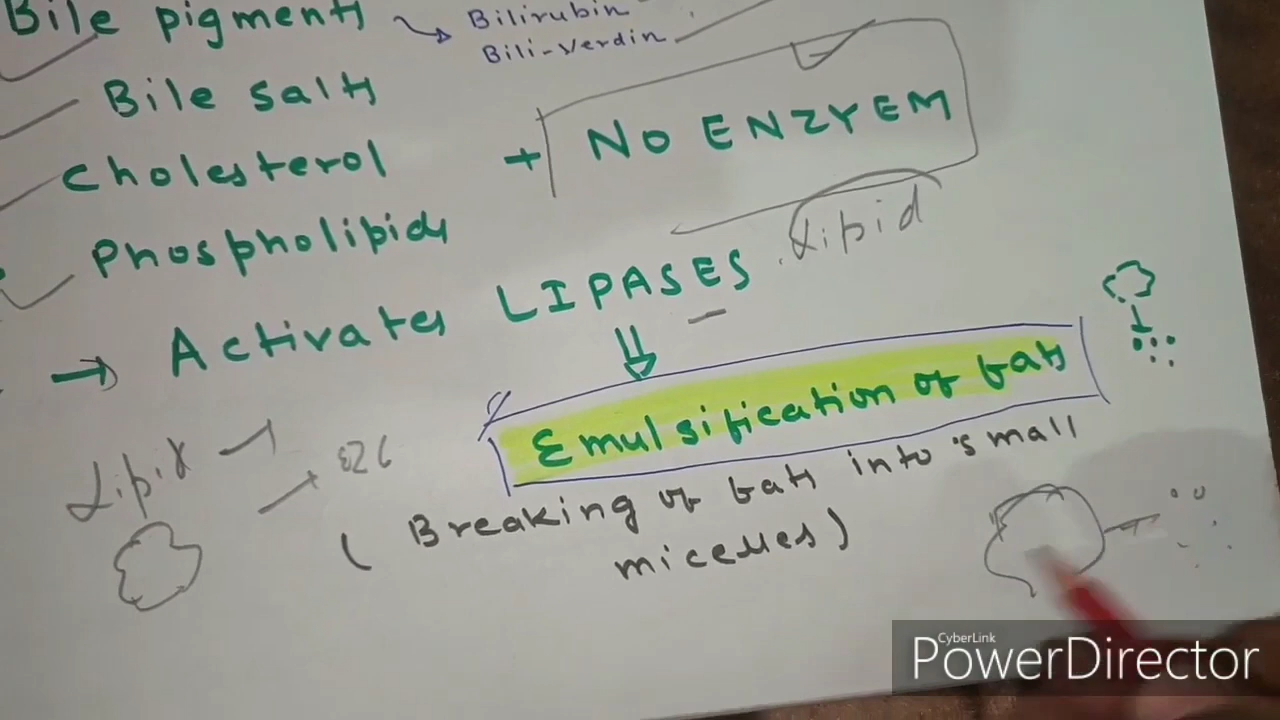 Bile pigments
Bilirubin
Bili-Verdin
Bile salts
Cholesterol
+ NO ENZYEM
Phospholipids
Lipid
→ Activates LIPASES
Emulsification of fats
(Breaking of fats into small
micelles)
CyberLink
PowerDirector